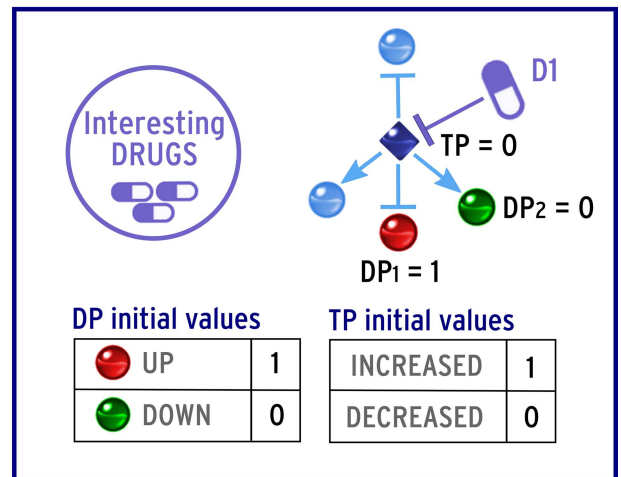 Interesting
DRUGS
D1
TP = 0
DP2 = 0
DP1 = 1
DP initial values
UP 1
DOWN 0
TP initial values
INCREASED 1
DECREASED 0